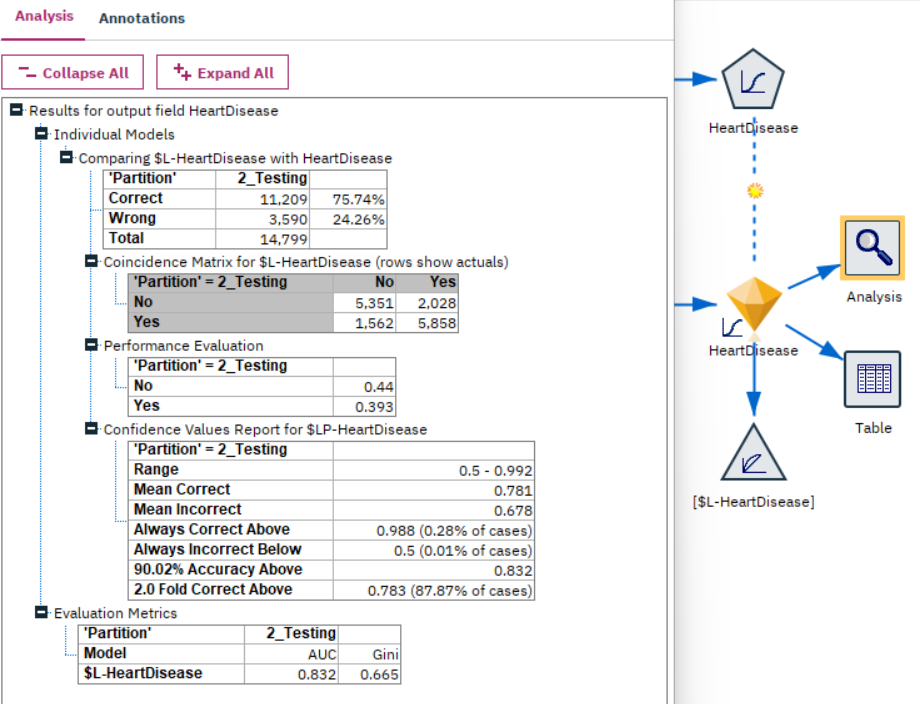 Analysis Annotations
Collapse All Expand All
Results for output field HeartDisease
Individual Models
Comparing $L-HeartDisease with HeartDisease
'Partition' 2_Testing
Correct 11,209 75.74%
Wrong 3,590 24.26%
Total 14,799
Coincidence Matrix for $L-HeartDisease (rows show actuals)
'Partition' = 2_Testing No Yes
No 5,351 2,028
Yes 1,562 5,858
Performance Evaluation
'Partition' = 2_Testing
No 0.44
Yes 0.393
Confidence Values Report for $LP-HeartDisease
'Partition' = 2_Testing
Range 0.5 - 0.992
Mean Correct 0.781
Mean Incorrect 0.678
Always Correct Above 0.988 (0.28% of cases)
Always Incorrect Below 0.5 (0.01% of cases)
90.02% Accuracy Above 0.832
2.0 Fold Correct Above 0.783 (87.87% of cases)
Evaluation Metrics
'Partition' 2_Testing
Model AUC Gini
$L-HeartDisease 0.832 0.665
HeartDisease
Analysis
HeartDisease
Table
[$L-HeartDisease]